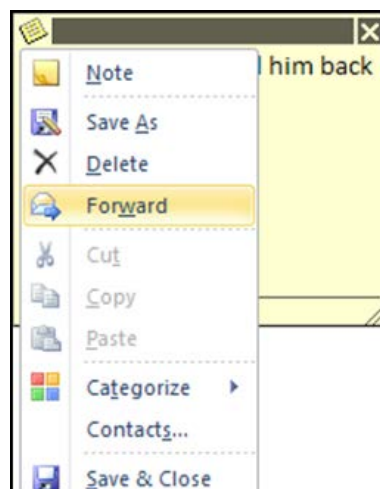 him back
Note
Save As
Delete
Forward
Cut
Copy
Paste
Categorize
Contacts...
Save & Close